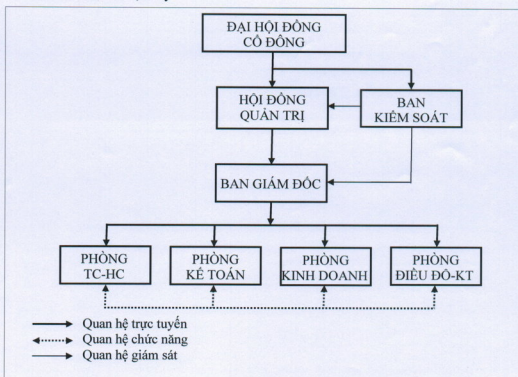 ĐẠI HỘI ĐỒNG
CỔ ĐÔNG
HỘI ĐỒNG
QUẢN TRỊ
BAN
KIỂM SOÁT
BAN GIÁM ĐỐC
PHÒNG
TC-HC
PHÒNG
KẾ TOÁN
PHÒNG
KINH DOANH
PHÒNG
ĐIỀU ĐỘ-KT
Quan hệ trực tuyến
Quan hệ chức năng
Quan hệ giám sát